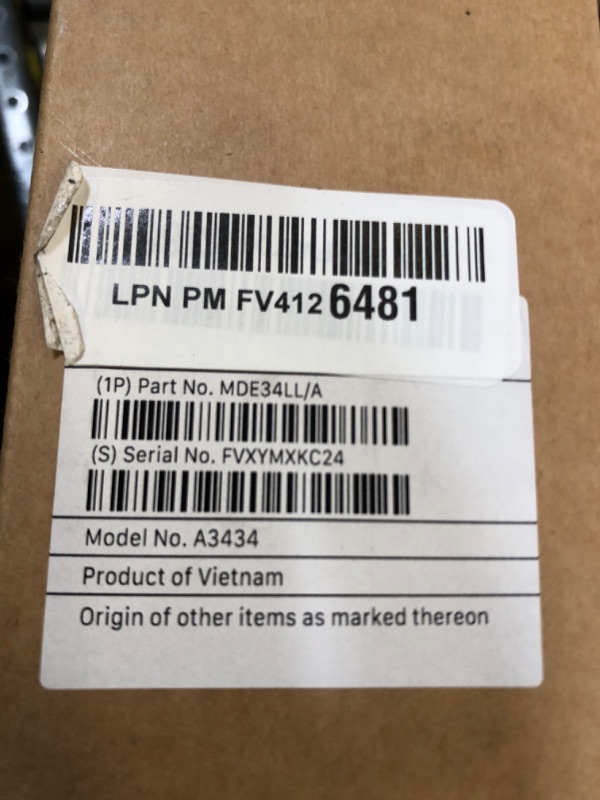 LPN PM FV412 6481
(1P) Part No. MDE34LL/A
(S) Serial No. FVXYMXKC24
Model No. A3434
Product of Vietnam
Origin of other items as marked thereon